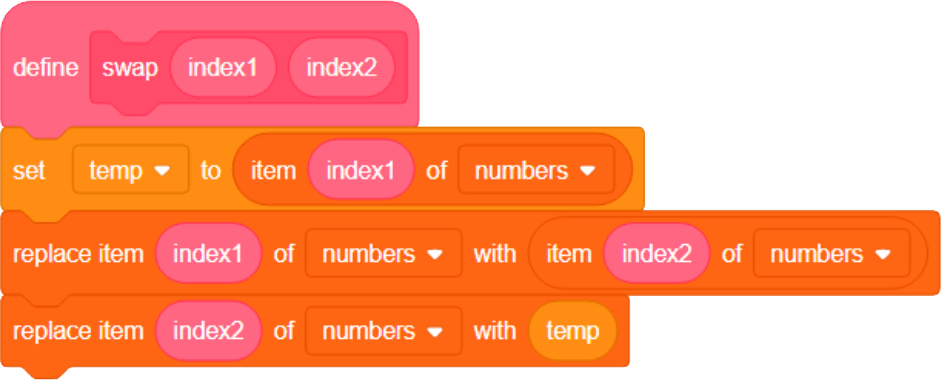 define swap index1 index2
set temp to item index1 of numbers
replace item index1 of numbers with item index2 of numbers
replace item index2 of numbers with temp